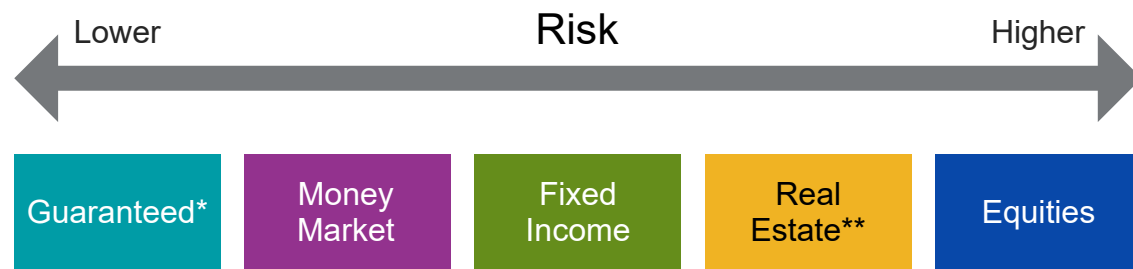 Lower Risk Higher
Guaranteed*
Money
Market
Fixed
Income
Real
Estate**
Equities